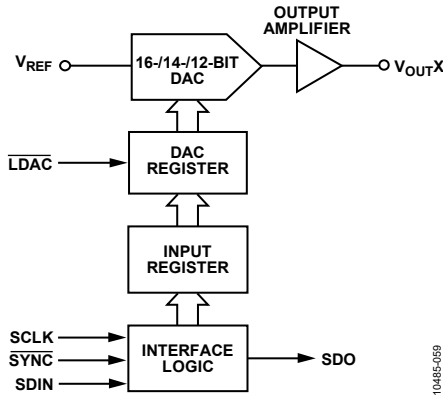 OUTPUT
AMPLIFIER
VREF
16-/14-/12-BIT
DAC
VOUTX
LDAC
DAC
REGISTER
INPUT
REGISTER
SCLK
SYNC
SDIN
INTERFACE
LOGIC
SDO
10485-059